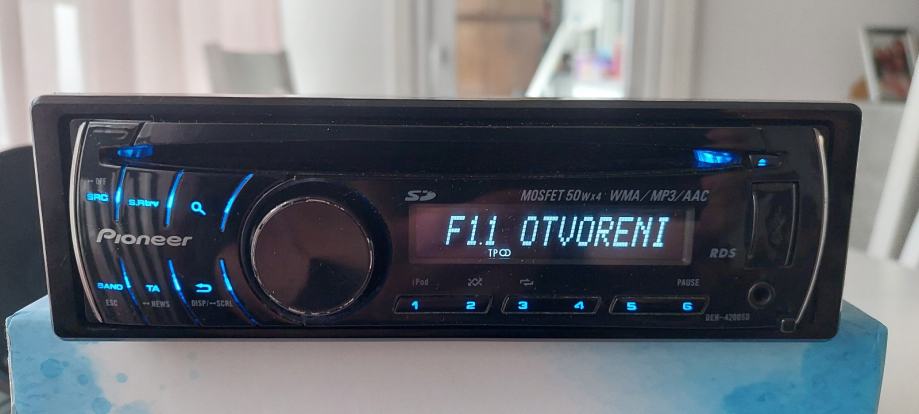 OFF
SRC S.Rtrv
SD MOSFET 50Wx4 WMA/MP3/AAC
Pioneer
F1.1 OTVORENI
TP
RDS
BAND TA
ESC NEWS DISP/ SCRL
iPod PAUSE
1 2 3 4 5 6
DEH-4200SD